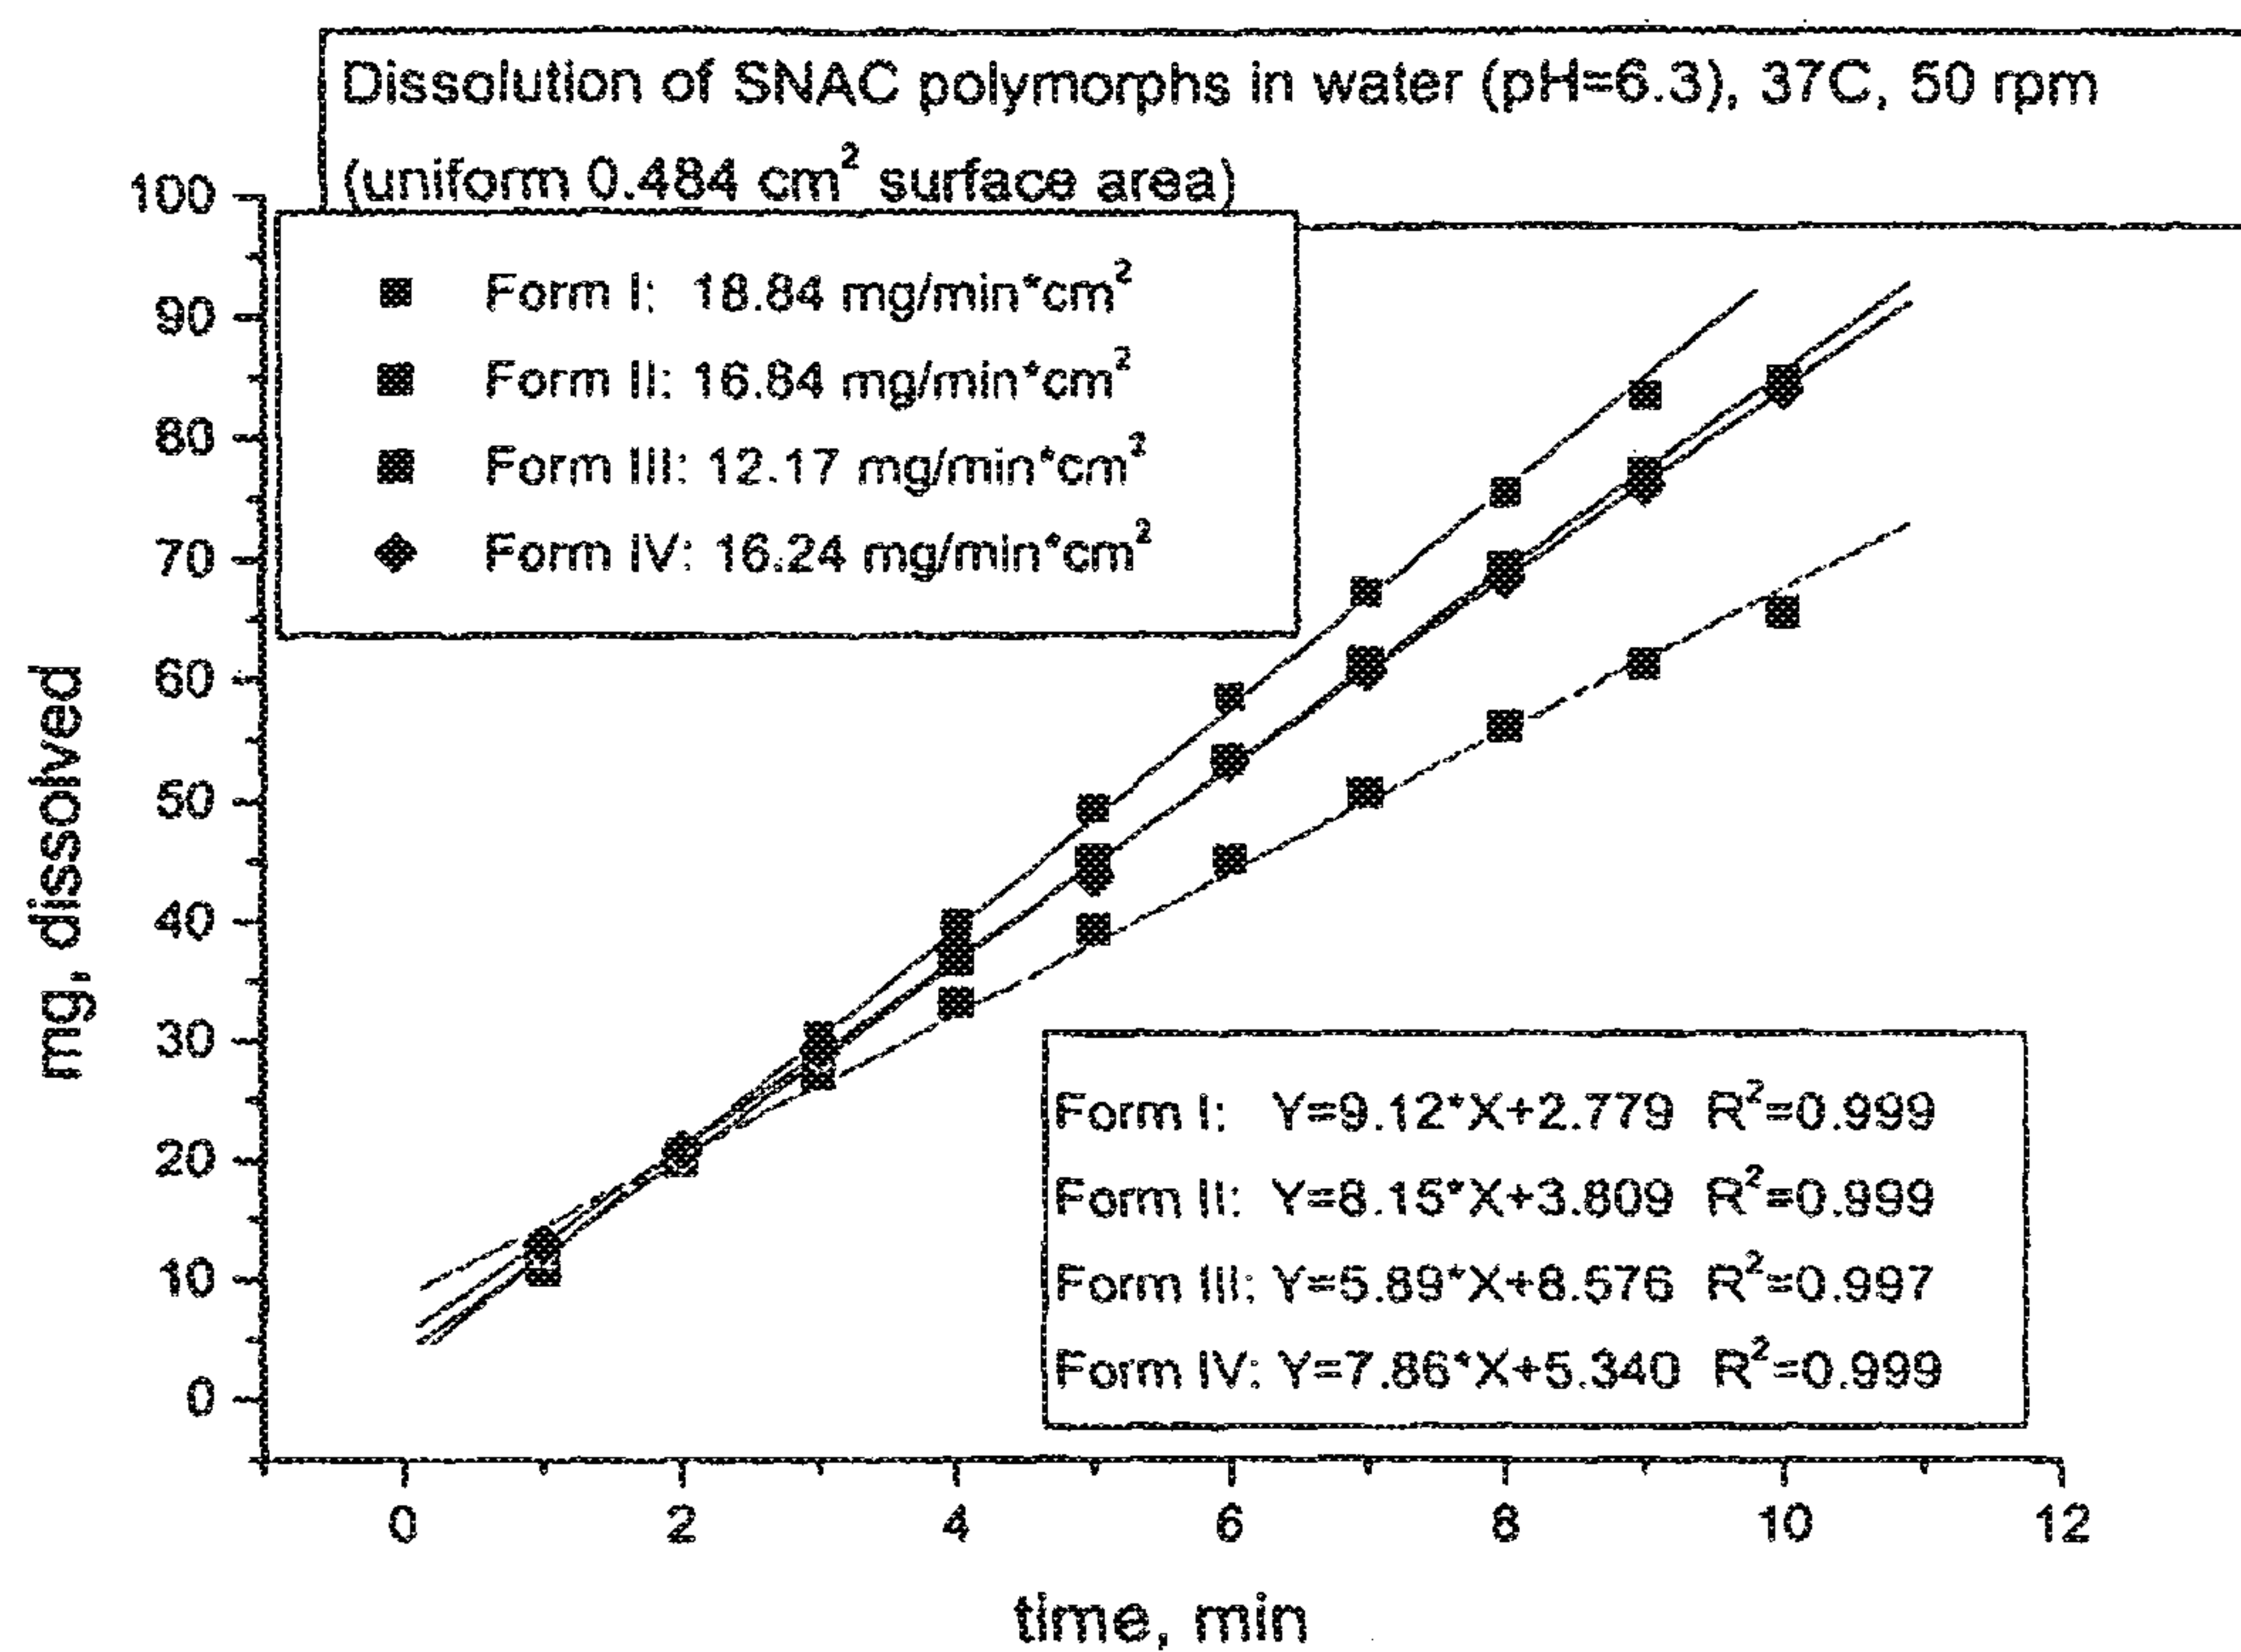 Dissolution of SNAC polymorphs in water (pH=6.3), 37C, 50 rpm
(uniform 0.484 cm² surface area)
Form I: 18.84 mg/min*cm²
Form II: 16.84 mg/min*cm²
Form III: 12.17 mg/min*cm²
Form IV: 16.24 mg/min*cm²
100
90
80
70
60
50
40
30
20
10
0
mg, dissolved
Form I: Y=9.12*X+2.779 R²=0.999
Form II: Y=8.15*X+3.809 R²=0.999
Form III: Y=5.89*X+8.576 R²=0.997
Form IV: Y=7.86*X+5.340 R²=0.999
0 2 4 6 8 10 12
time, min